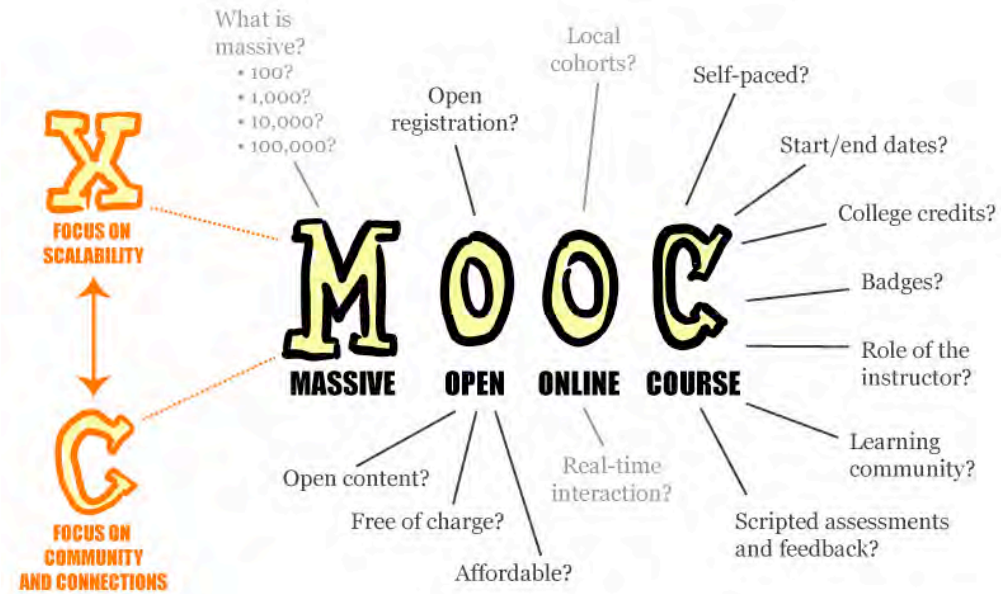 What is
massive?
• 100?
• 1,000?
• 10,000?
• 100,000?
Open
registration?
Local
cohorts?
Self-paced?
Start/end dates?
College credits?
Badges?
Role of the
instructor?
Learning
community?
Scripted assessments
and feedback?
X
FOCUS ON
SCALABILITY
C
FOCUS ON
COMMUNITY
AND CONNECTIONS
MOOC
MASSIVE OPEN ONLINE COURSE
Open content?
Free of charge?
Affordable?
Real-time
interaction?